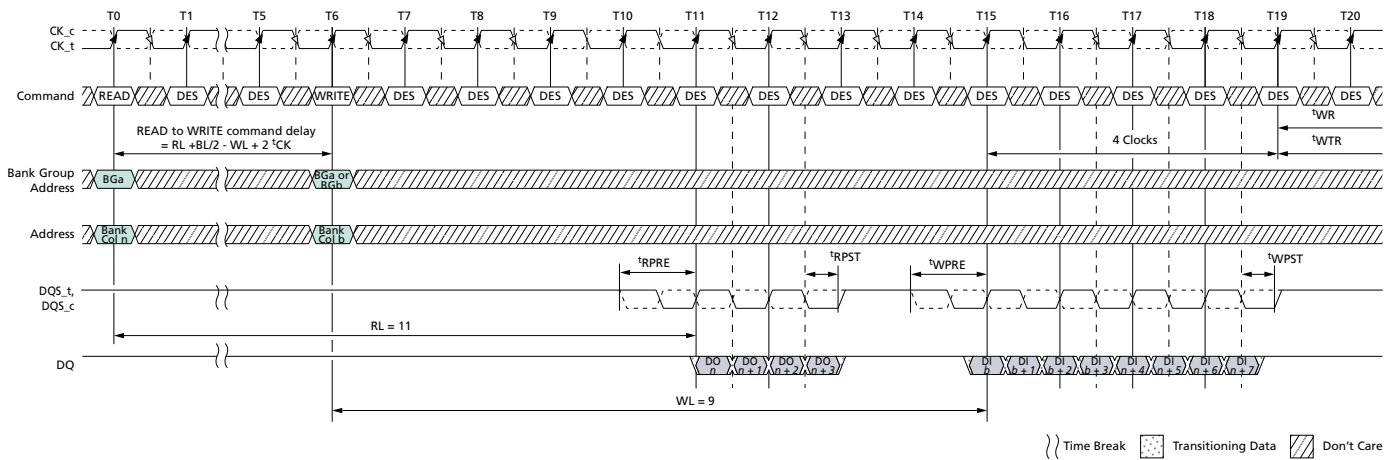 T0 T1 T5 T6 T7 T8 T9 T10 T11 T12 T13 T14 T15 T16 T17 T18 T19 T20
CK_c
CK_t
Command READ DES DES WRITE DES DES DES DES DES DES DES DES DES DES DES DES DES DES
tWR
READ to WRITE command delay
= RL +BL/2 - WL + 2 tCK
4 Clocks
tWTR
Bank Group
Address
BGa
BGa or
BGb
Address
Bank
Col n
Bank
Col b
tRPRE tRPST tWPRE tWPST
DQS_t,
DQS_c
RL = 11
DQ
DO
n
DO
n + 1
DO
n + 2
DO
n + 3
DI
b
DI
b + 1
DI
b + 2
DI
b + 3
DI
n + 4
DI
n + 5
DI
n + 6
DI
n + 7
WL = 9
Time Break Transitioning Data Don't Care